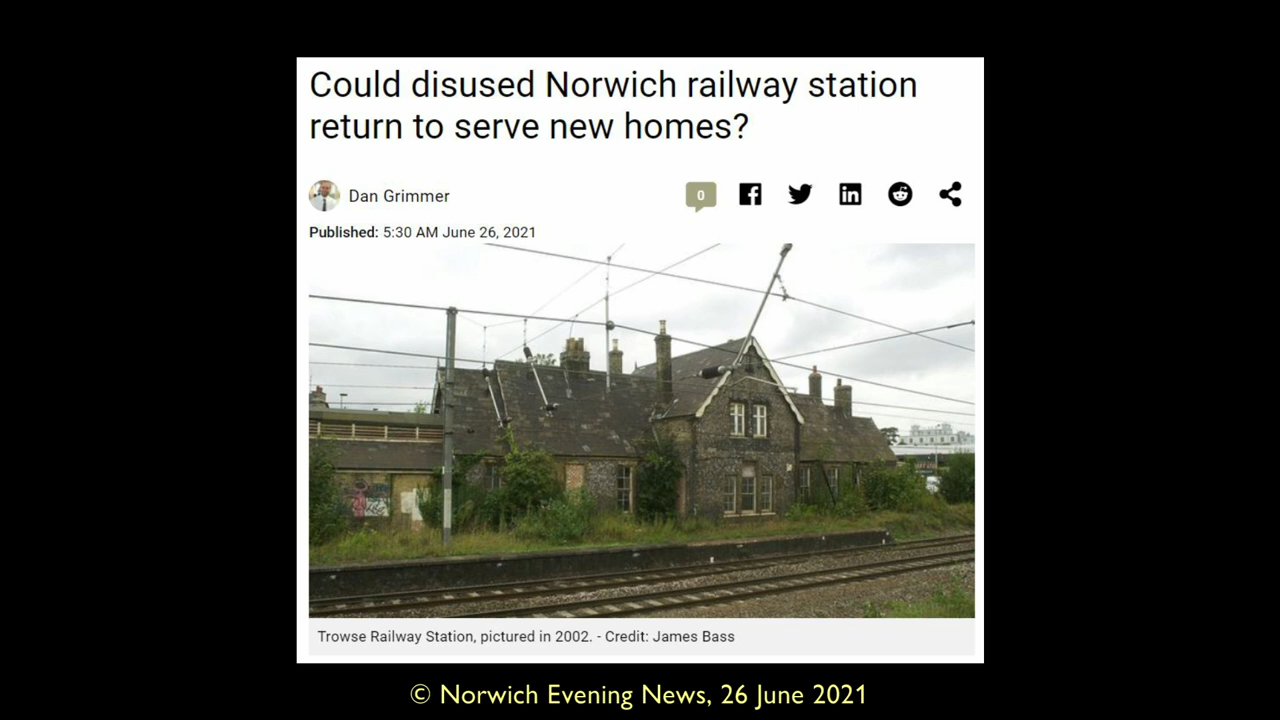 Could disused Norwich railway station
return to serve new homes?
Dan Grimmer
0
Published: 5:30 AM June 26, 2021
Trowse Railway Station, pictured in 2002. - Credit: James Bass
© Norwich Evening News, 26 June 2021